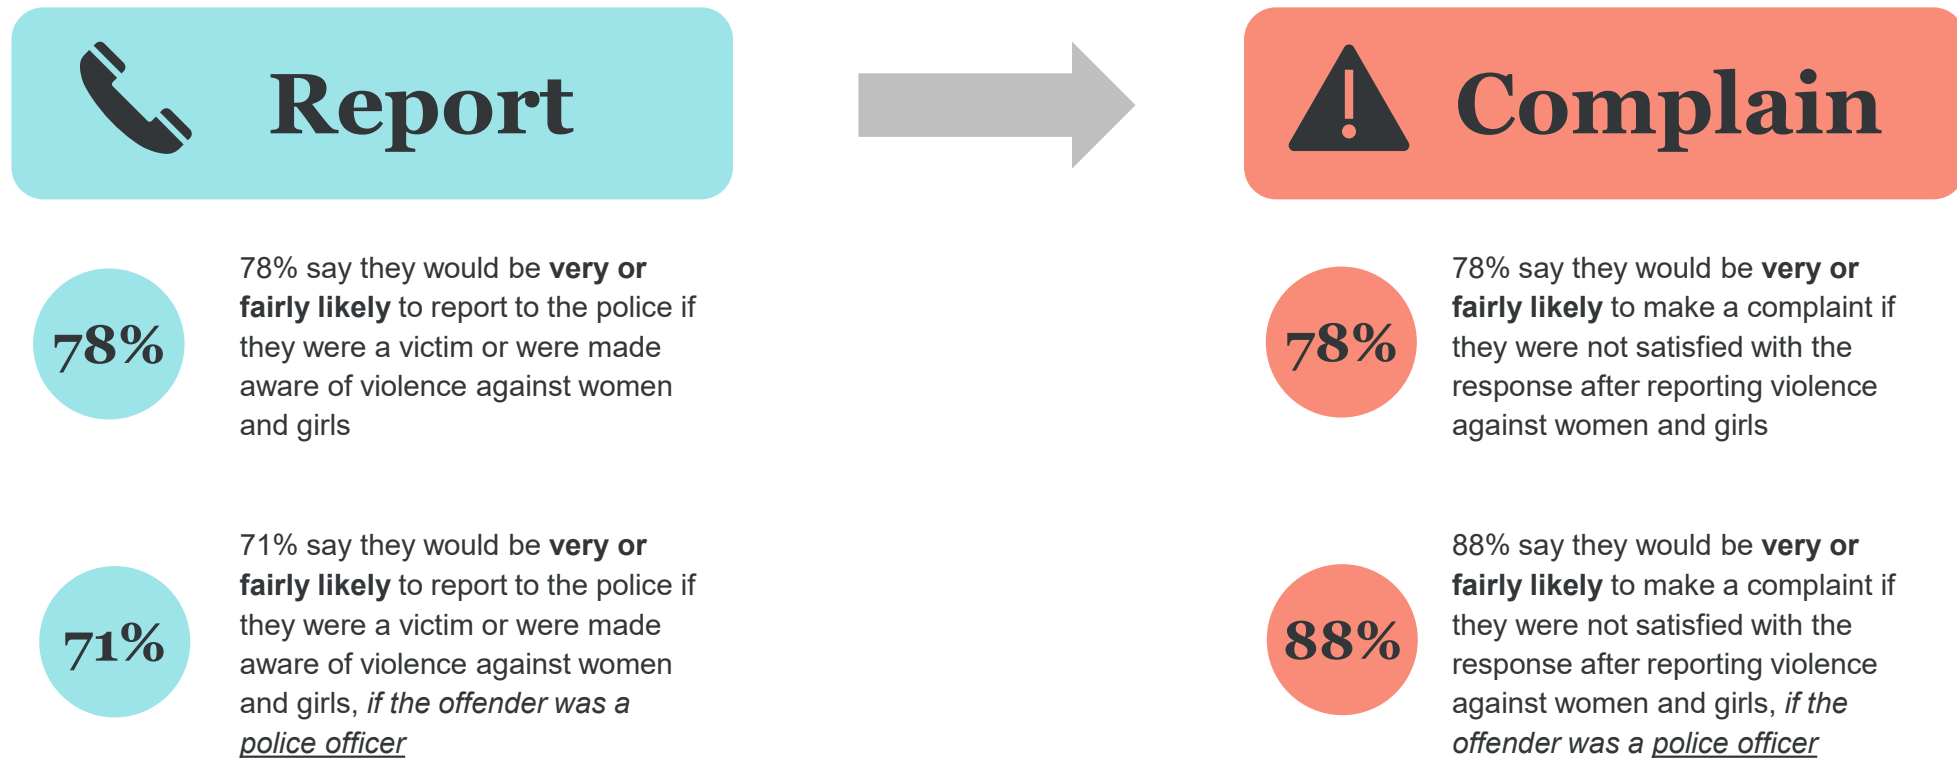 Report
Complain
78%
78% say they would be very or
fairly likely to report to the police if
they were a victim or were made
aware of violence against women
and girls
78%
78% say they would be very or
fairly likely to make a complaint if
they were not satisfied with the
response after reporting violence
against women and girls
71%
71% say they would be very or
fairly likely to report to the police if
they were a victim or were made
aware of violence against women
and girls, if the offender was a
police officer
88%
88% say they would be very or
fairly likely to make a complaint if
they were not satisfied with the
response after reporting violence
against women and girls, if the
offender was a police officer